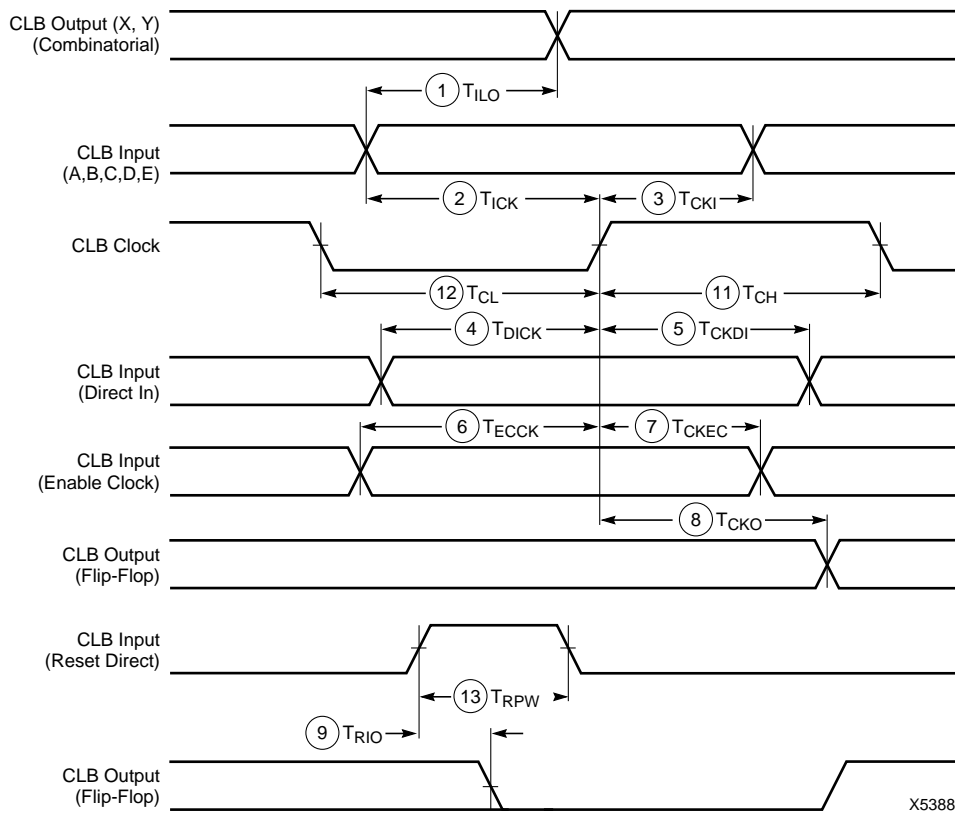 CLB Output (X, Y)
(Combinatorial)
1 TILO
CLB Input
(A,B,C,D,E)
2 TICK
3 TCKI
CLB Clock
12 TCL
11 TCH
4 TDICK
5 TCKDI
CLB Input
(Direct In)
6 TECCK
7 TCKEC
CLB Input
(Enable Clock)
8 TCKO
CLB Output
(Flip-Flop)
CLB Input
(Reset Direct)
13 TRPW
9 TRIO
CLB Output
(Flip-Flop)
X5388